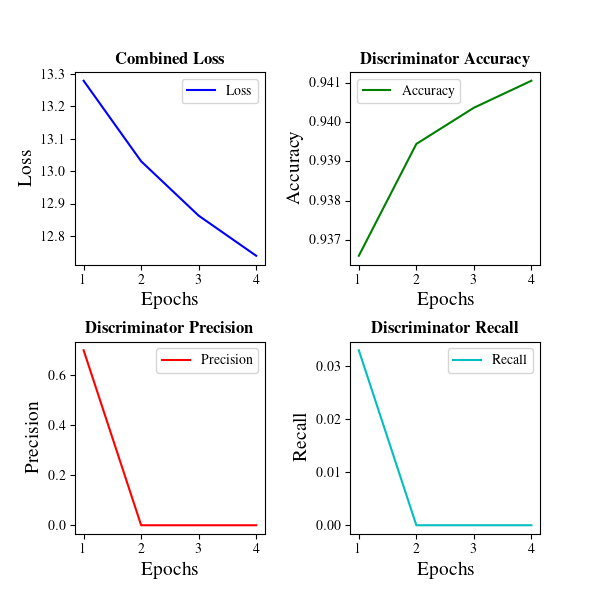 Combined Loss
Loss
13.3
13.2
13.1
13.0
12.9
12.8
Loss
1 2 3 4
Epochs
Discriminator Accuracy
Accuracy
0.941
0.940
0.939
0.938
0.937
Accuracy
1 2 3 4
Epochs
Discriminator Precision
Precision
0.6
0.4
0.2
0.0
Precision
1 2 3 4
Epochs
Discriminator Recall
Recall
0.03
0.02
0.01
0.00
Recall
1 2 3 4
Epochs